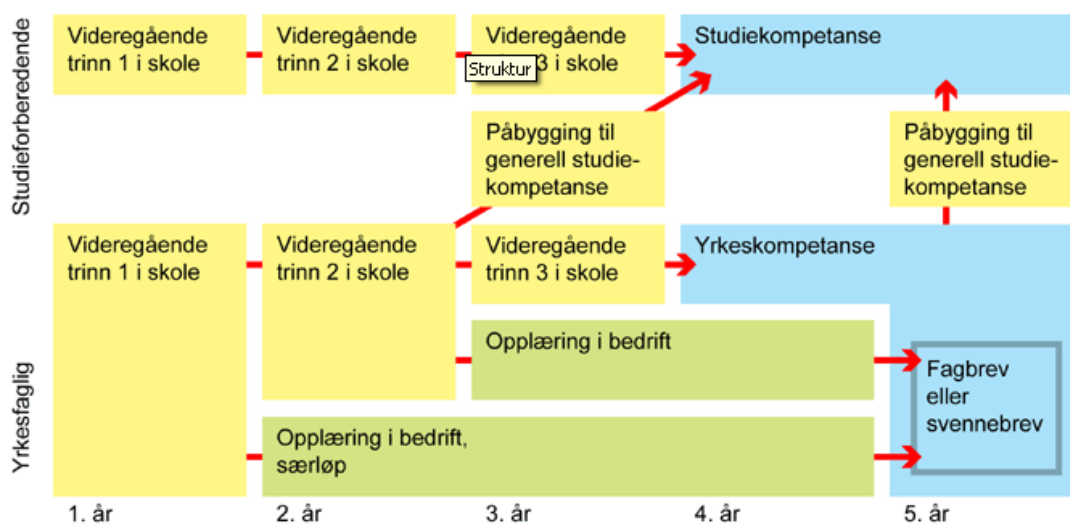 Studieforberedende
Videregående
trinn 1 i skole
Videregående
trinn 2 i skole
Videregående
3 i skole
Struktur
Studiekompetanse
Påbygging til
generell studie-
kompetanse
Påbygging til
generell studie-
kompetanse
Yrkesfaglig
Videregående
trinn 1 i skole
Videregående
trinn 2 i skole
Videregående
trinn 3 i skole
Yrkeskompetanse
Opplæring i bedrift
Fagbrev
eller
svennebrev
Opplæring i bedrift,
særløp
1. år
2. år
3. år
4. år
5. år